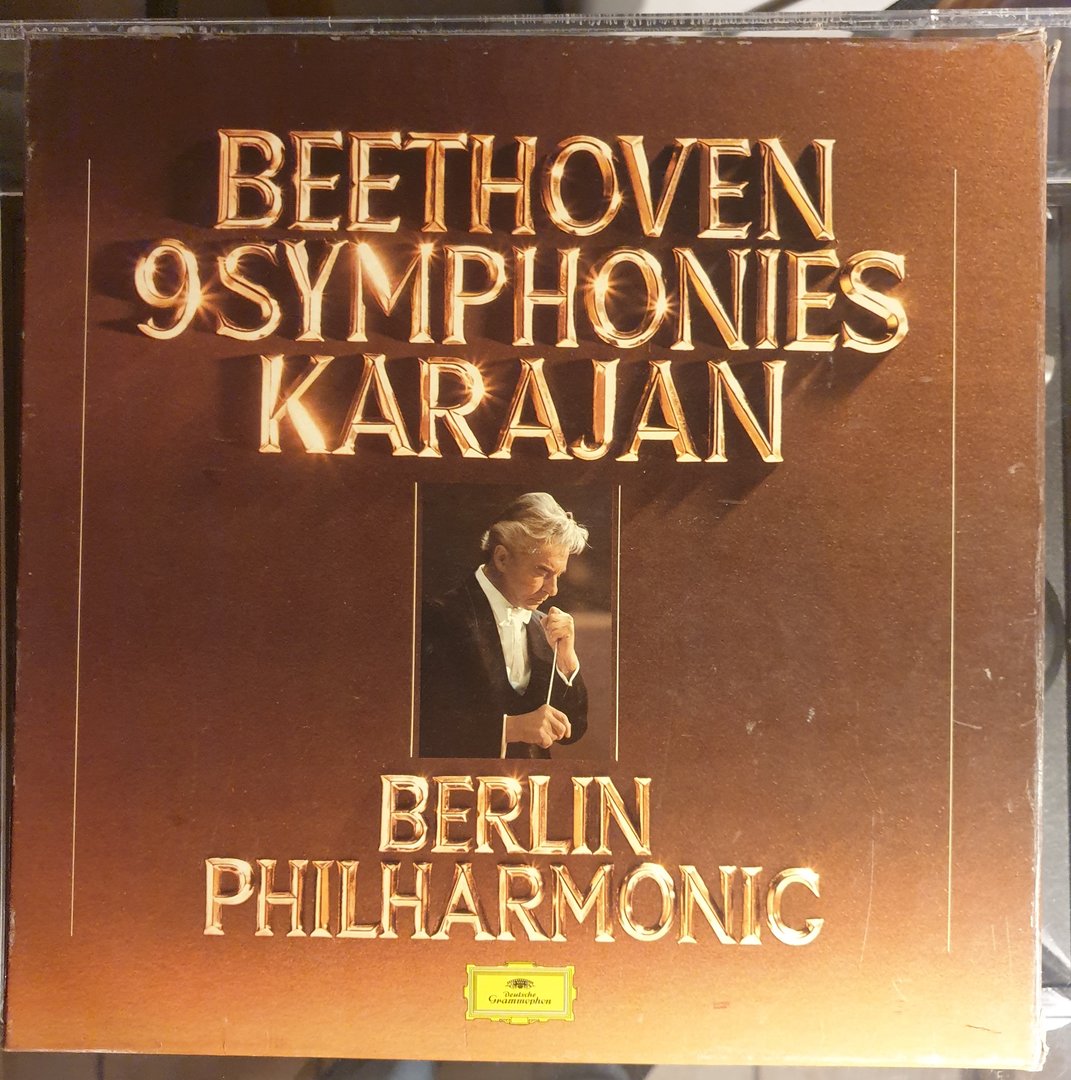 BEETHOVEN
9 SYMPHONIES
KARAJAN
BERLIN
PHILHARMONIC
Deutsche
Grammophon